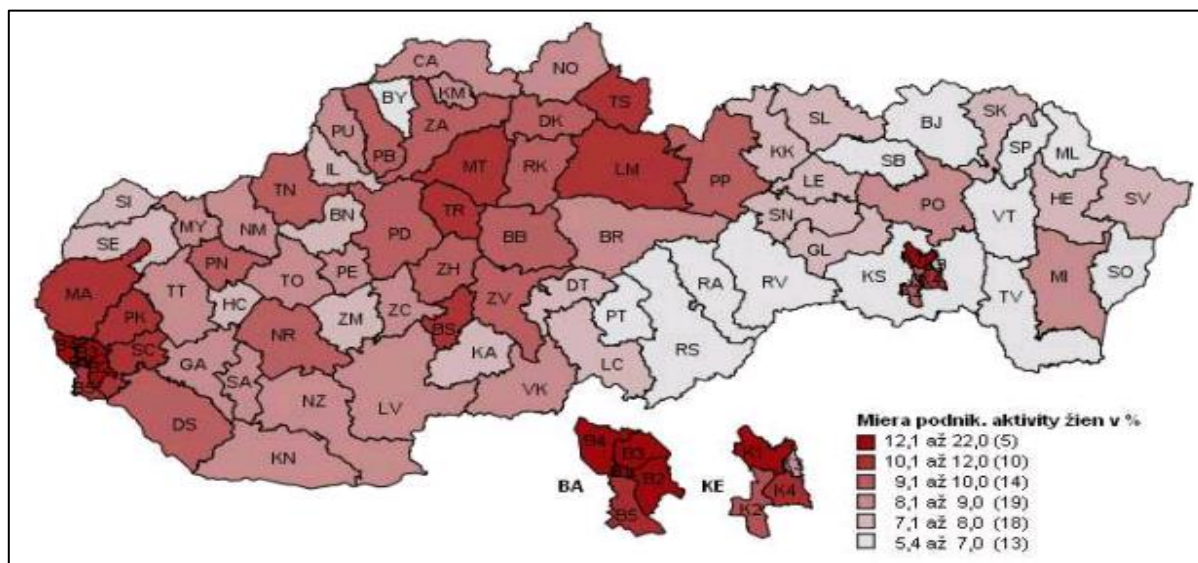 CA
NO
BY
KM
TS
PU
ZA
DK
SL
BJ
SK
PB
SP
ML
IL
MT
RK
LM
PP
KK
SB
TN
LE
HE
SV
SI
BN
TR
PO
SN
VT
MY
NM
PD
BB
BR
SE
GL
PN
TO
PE
ZH
RA
RV
KS
MI
SO
MA
TT
HC
ZM
ZC
ZV
DT
TV
PK
BS
PT
NR
KA
RS
SC
GA
LC
SA
NZ
LV
VK
DS
KN
BA
B4
B3
B2
B5
KE
K1
K4
K2
Miera podnik. aktivity žien v %
12,1 až 22,0 (5)
10,1 až 12,0 (10)
9,1 až 10,0 (14)
8,1 až 9,0 (19)
7,1 až 8,0 (18)
5,4 až 7,0 (13)